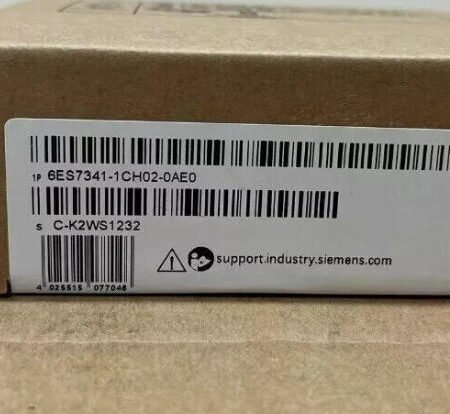 1P 6ES7341-1CH02-0AE0
S C-K2WS1232
support.industry.siemens.com
4 025515 077046